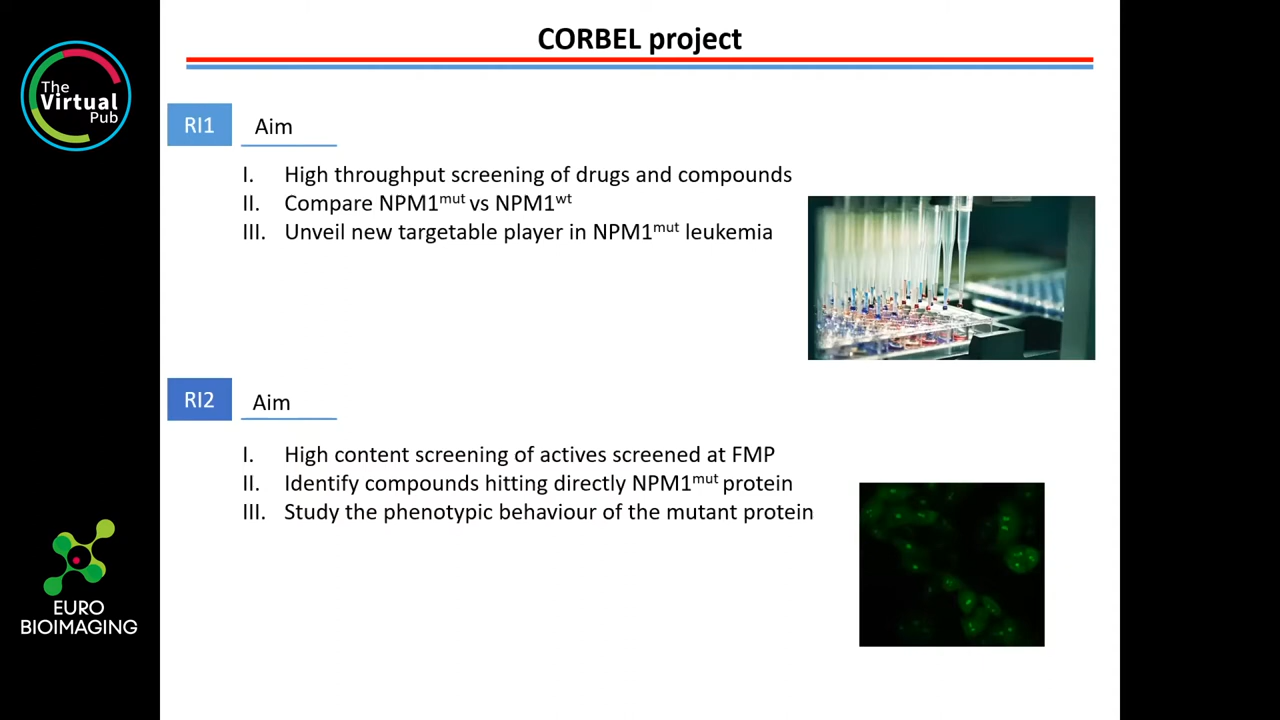 CORBEL project
The
Virtual
Pub
RI1
Aim
I. High throughput screening of drugs and compounds
II. Compare NPM1ᵐᵘᵗ vs NPM1ʷᵗ
III. Unveil new targetable player in NPM1ᵐᵘᵗ leukemia
RI2
Aim
I. High content screening of actives screened at FMP
II. Identify compounds hitting directly NPM1ᵐᵘᵗ protein
III. Study the phenotypic behaviour of the mutant protein
EURO
BIOIMAGING